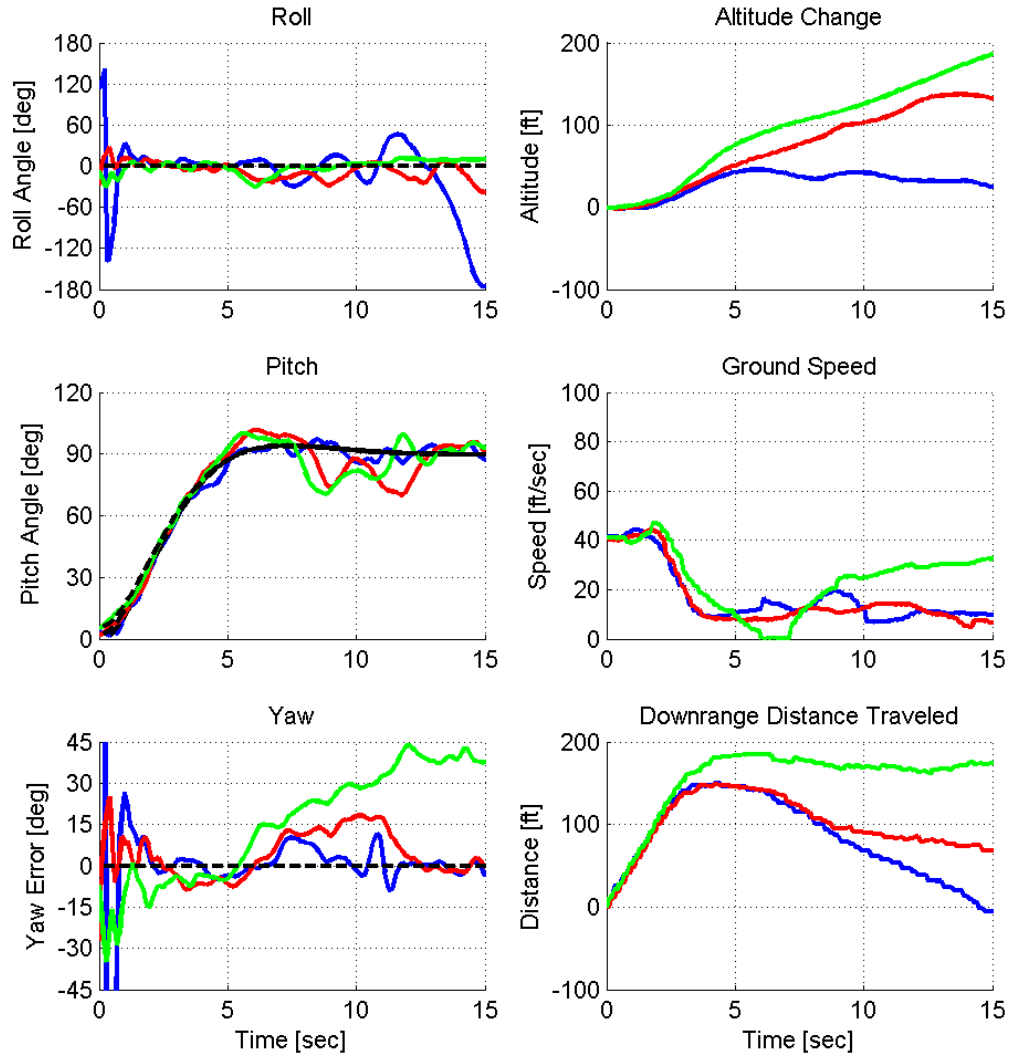 Roll
180
120
60
0
-60
-120
-180
Roll Angle [deg]
0 5 10 15
Altitude Change
200
100
0
-100
Altitude [ft]
0 5 10 15
Pitch
120
90
60
30
0
Pitch Angle [deg]
0 5 10 15
Ground Speed
100
80
60
40
20
0
Speed [ft/sec]
0 5 10 15
Yaw
45
30
15
0
-15
-30
-45
Yaw Error [deg]
0 5 10 15
Time [sec]
Downrange Distance Traveled
200
100
0
-100
Distance [ft]
0 5 10 15
Time [sec]